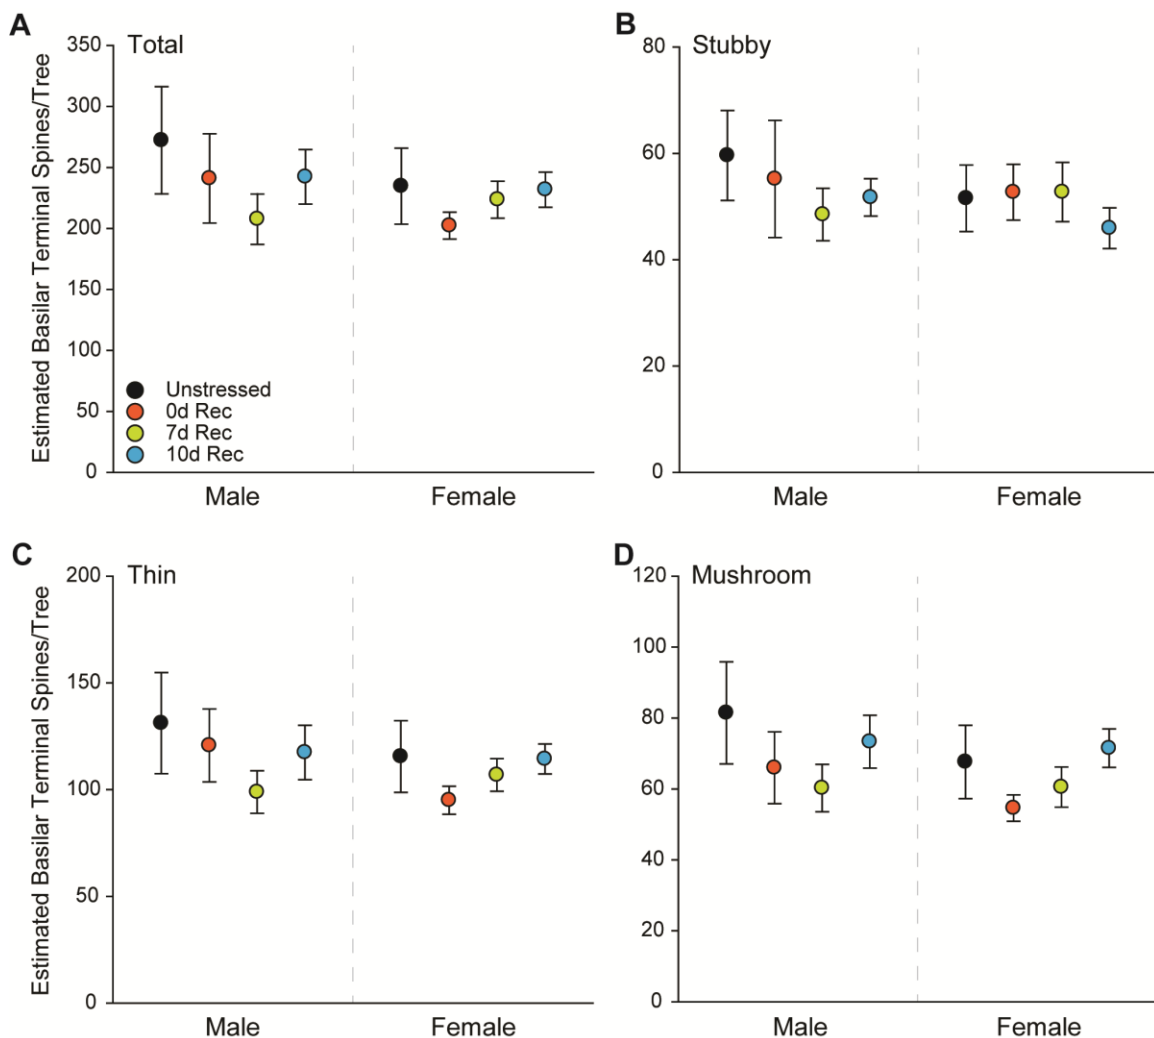 A
Total
350
300
250
200
150
100
50
0
Estimated Basilar Terminal Spines/Tree
Unstressed
0d Rec
7d Rec
10d Rec
Male
Female
B
Stubby
80
60
40
20
0
Male
Female
C
Thin
200
150
100
50
0
Estimated Basilar Terminal Spines/Tree
Male
Female
D
Mushroom
120
100
80
60
40
20
0
Male
Female